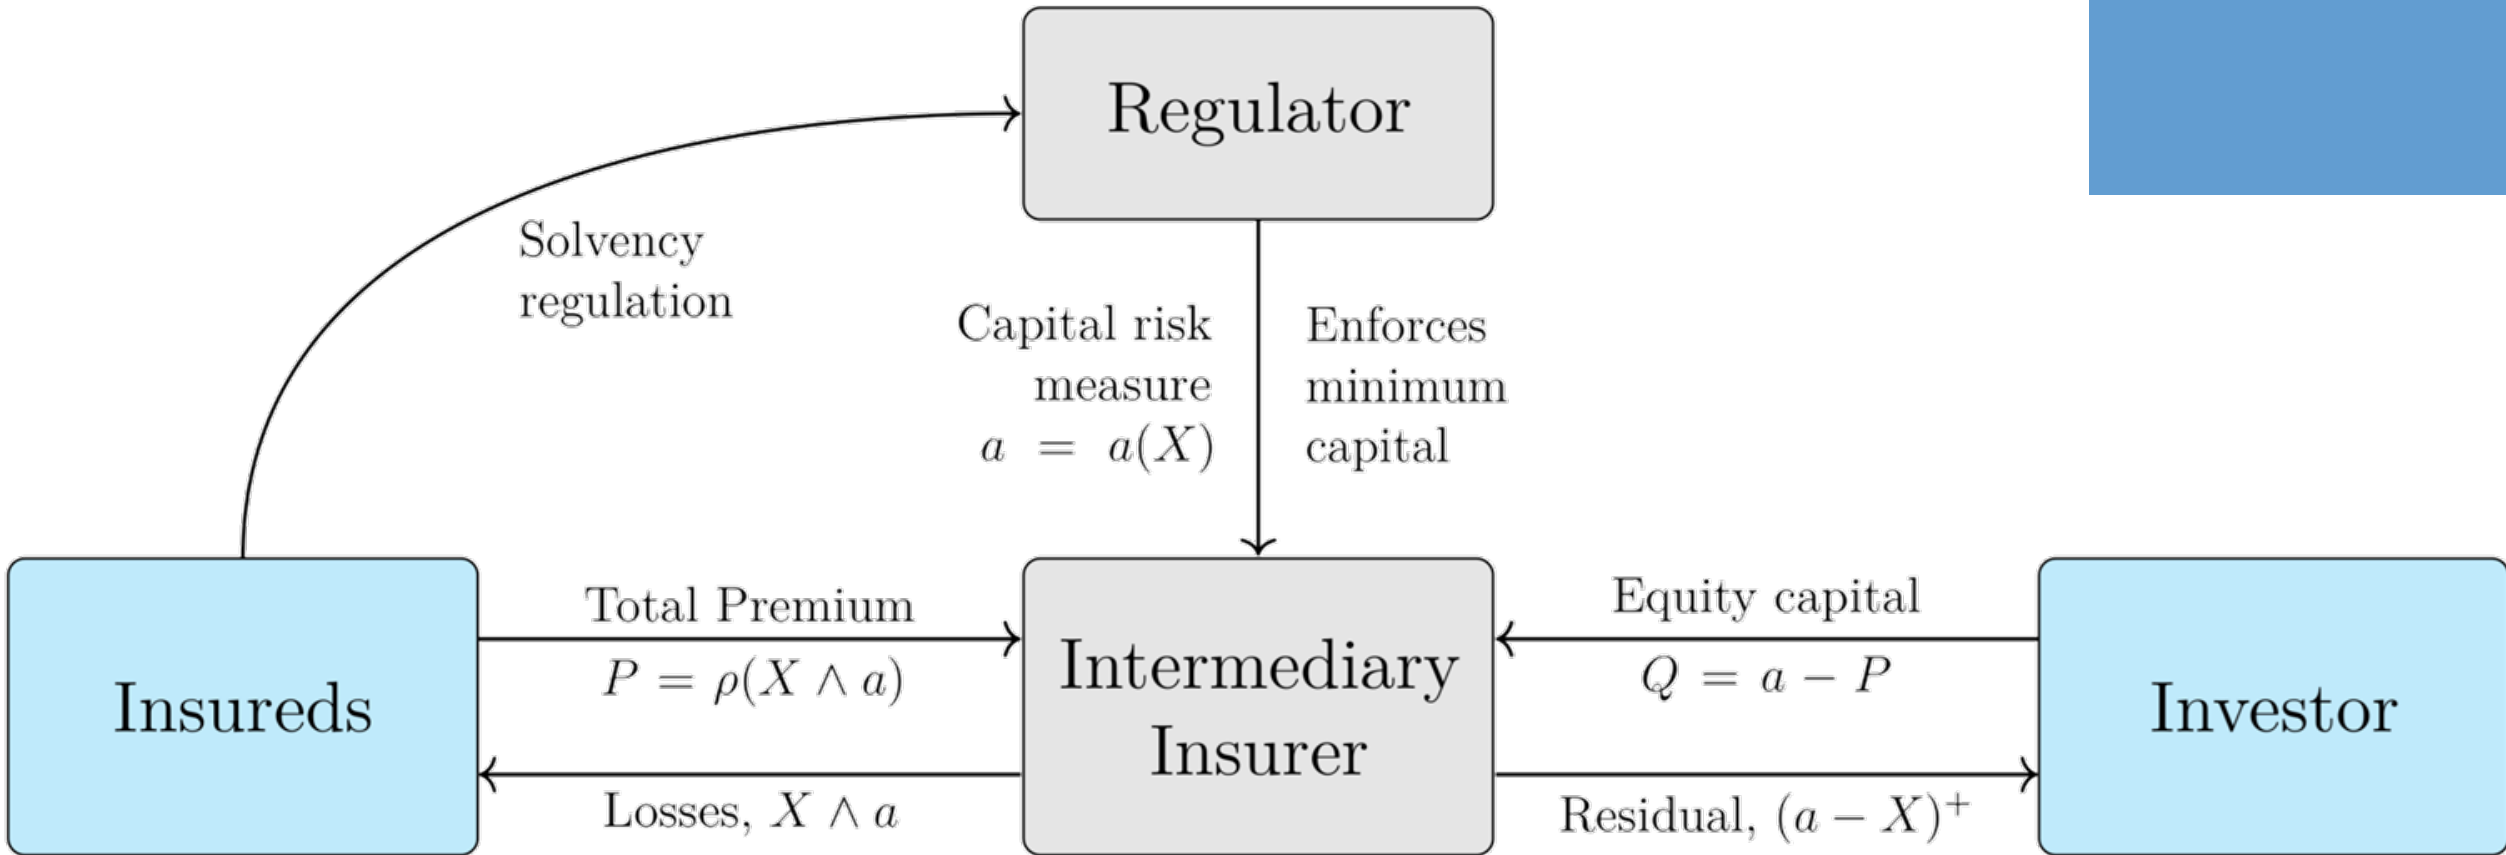 Regulator
Solvency
regulation
Capital risk
measure
a = a(X)
Enforces
minimum
capital
Insureds
Total Premium
P = ρ(X ∧ a)
Losses, X ∧ a
Intermediary
Insurer
Equity capital
Q = a − P
Residual, (a − X)⁺
Investor